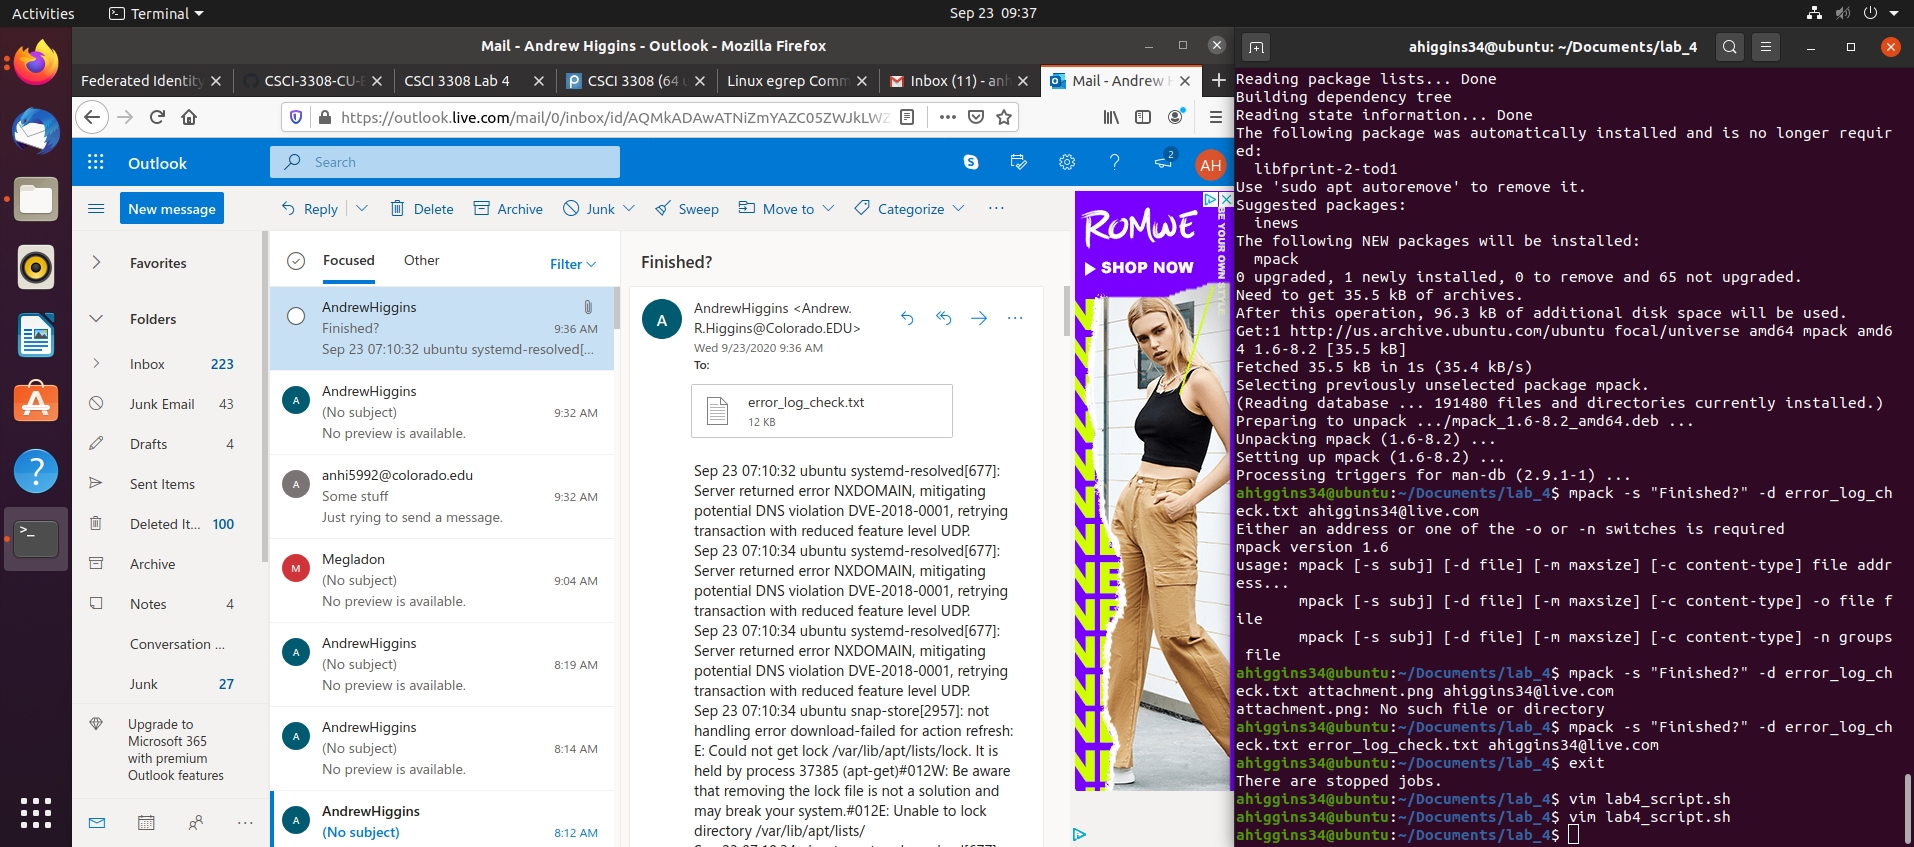 Activities
Terminal
Sep 23 09:37
Mail - Andrew Higgins - Outlook - Mozilla Firefox
Federated Identity
CSCI-3308-CU-
CSCI 3308 Lab 4
CSCI 3308 (64 u
Linux egrep Comm
Inbox (11) - anh
Mail - Andrew H
https://outlook.live.com/mail/0/inbox/id/AQMkADAwATNiZmYAZC05ZWJkLWZ
Outlook
Search
2
AH
New message
Reply
Delete
Archive
Junk
Sweep
Move to
Categorize
Favorites
Folders
Inbox 223
Junk Email 43
Drafts 4
Sent Items
Deleted It... 100
Archive
Notes 4
Conversation ...
Junk 27
Upgrade to
Microsoft 365
with premium
Outlook features
Focused
Other
Filter
AndrewHiggins
Finished? 9:36 AM
Sep 23 07:10:32 ubuntu systemd-resolved[...
A
AndrewHiggins
(No subject) 9:32 AM
No preview is available.
A
anhi5992@colorado.edu
Some stuff 9:32 AM
Just rying to send a message.
M
Megladon
(No subject) 9:04 AM
No preview is available.
A
AndrewHiggins
(No subject) 8:19 AM
No preview is available.
A
AndrewHiggins
(No subject) 8:14 AM
No preview is available.
A
AndrewHiggins
(No subject) 8:12 AM
Finished?
A
AndrewHiggins <Andrew.
R.Higgins@Colorado.EDU>
Wed 9/23/2020 9:36 AM
To:
error_log_check.txt
12 KB
Sep 23 07:10:32 ubuntu systemd-resolved[677]:
Server returned error NXDOMAIN, mitigating
potential DNS violation DVE-2018-0001, retrying
transaction with reduced feature level UDP.
Sep 23 07:10:34 ubuntu systemd-resolved[677]:
Server returned error NXDOMAIN, mitigating
potential DNS violation DVE-2018-0001, retrying
transaction with reduced feature level UDP.
Sep 23 07:10:34 ubuntu systemd-resolved[677]:
Server returned error NXDOMAIN, mitigating
potential DNS violation DVE-2018-0001, retrying
transaction with reduced feature level UDP.
Sep 23 07:10:34 ubuntu snap-store[2957]: not
handling error download-failed for action refresh:
E: Could not get lock /var/lib/apt/lists/lock. It is
held by process 37385 (apt-get)#012W: Be aware
that removing the lock file is not a solution and
may break your system.#012E: Unable to lock
directory /var/lib/apt/lists/
ROMWE
SHOP NOW
BE YOUR OWN STYLE
ahiggins34@ubuntu: ~/Documents/lab_4
Reading package lists... Done
Building dependency tree
Reading state information... Done
The following package was automatically installed and is no longer requir
ed:
libfprint-2-tod1
Use 'sudo apt autoremove' to remove it.
Suggested packages:
inews
The following NEW packages will be installed:
mpack
0 upgraded, 1 newly installed, 0 to remove and 65 not upgraded.
Need to get 35.5 kB of archives.
After this operation, 96.3 kB of additional disk space will be used.
Get:1 http://us.archive.ubuntu.com/ubuntu focal/universe amd64 mpack amd6
4 1.6-8.2 [35.5 kB]
Fetched 35.5 kB in 1s (35.4 kB/s)
Selecting previously unselected package mpack.
(Reading database ... 191480 files and directories currently installed.)
Preparing to unpack .../mpack_1.6-8.2_amd64.deb ...
Unpacking mpack (1.6-8.2) ...
Setting up mpack (1.6-8.2) ...
Processing triggers for man-db (2.9.1-1) ...
ahiggins34@ubuntu:~/Documents/lab_4$ mpack -s "Finished?" -d error_log_ch
eck.txt ahiggins34@live.com
Either an address or one of the -o or -n switches is required
mpack version 1.6
usage: mpack [-s subj] [-d file] [-m maxsize] [-c content-type] file addr
ess...
mpack [-s subj] [-d file] [-m maxsize] [-c content-type] -o file f
ile
mpack [-s subj] [-d file] [-m maxsize] [-c content-type] -n groups
file
ahiggins34@ubuntu:~/Documents/lab_4$ mpack -s "Finished?" -d error_log_ch
eck.txt attachment.png ahiggins34@live.com
attachment.png: No such file or directory
ahiggins34@ubuntu:~/Documents/lab_4$ mpack -s "Finished?" -d error_log_ch
eck.txt error_log_check.txt ahiggins34@live.com
ahiggins34@ubuntu:~/Documents/lab_4$ exit
There are stopped jobs.
ahiggins34@ubuntu:~/Documents/lab_4$ vim lab4_script.sh
ahiggins34@ubuntu:~/Documents/lab_4$ vim lab4_script.sh
ahiggins34@ubuntu:~/Documents/lab_4$